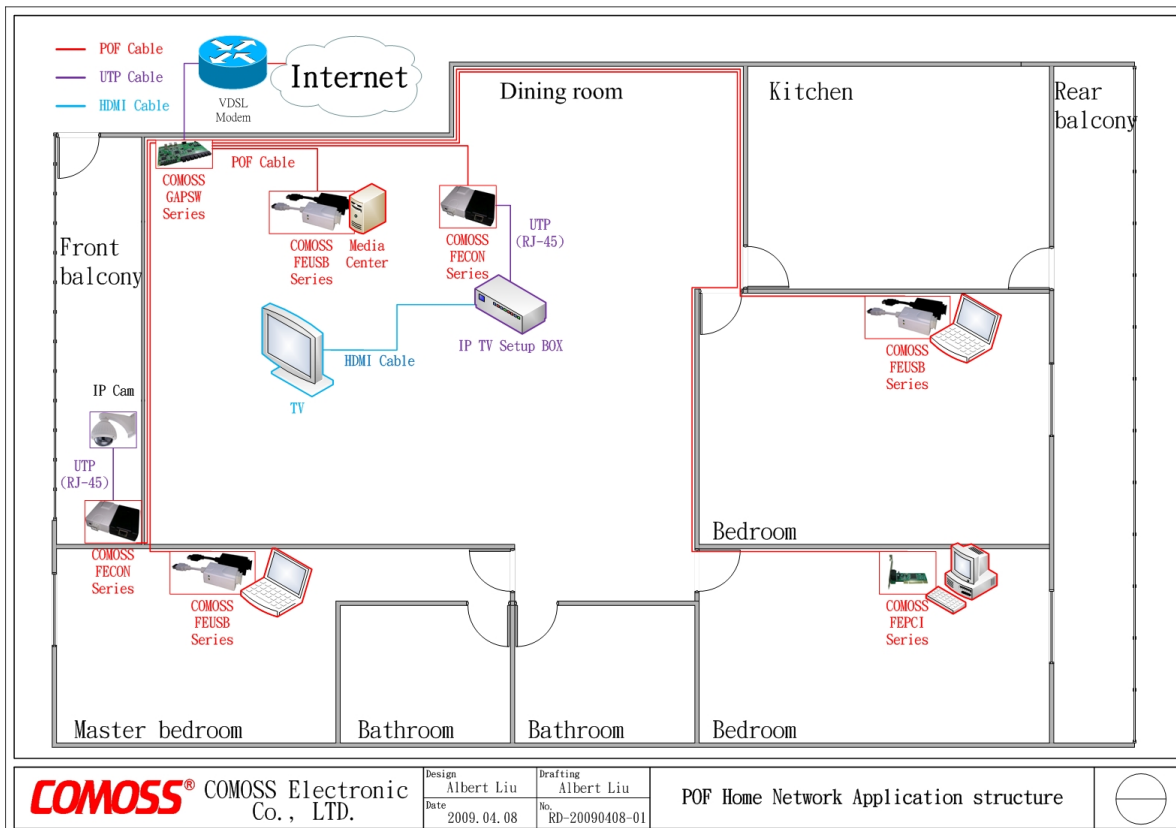 POF Cable
UTP Cable
HDMI Cable
VDSL
Modem
Internet
Dining room
Kitchen
Rear
balcony
COMOSS
GAPSW
Series
POF Cable
COMOSS
FEUSB
Series
Media
Center
COMOSS
FECON
Series
UTP
(RJ-45)
Front
balcony
IP TV Setup BOX
HDMI Cable
TV
COMOSS
FEUSB
Series
IP Cam
UTP
(RJ-45)
COMOSS
FECON
Series
COMOSS
FEUSB
Series
Bedroom
COMOSS
FEPCI
Series
Master bedroom
Bathroom
Bathroom
Bedroom
COMOSS®
COMOSS Electronic
Co., LTD.
Design
Albert Liu
Drafting
Albert Liu
Date
2009.04.08
No.
RD-20090408-01
POF Home Network Application structure